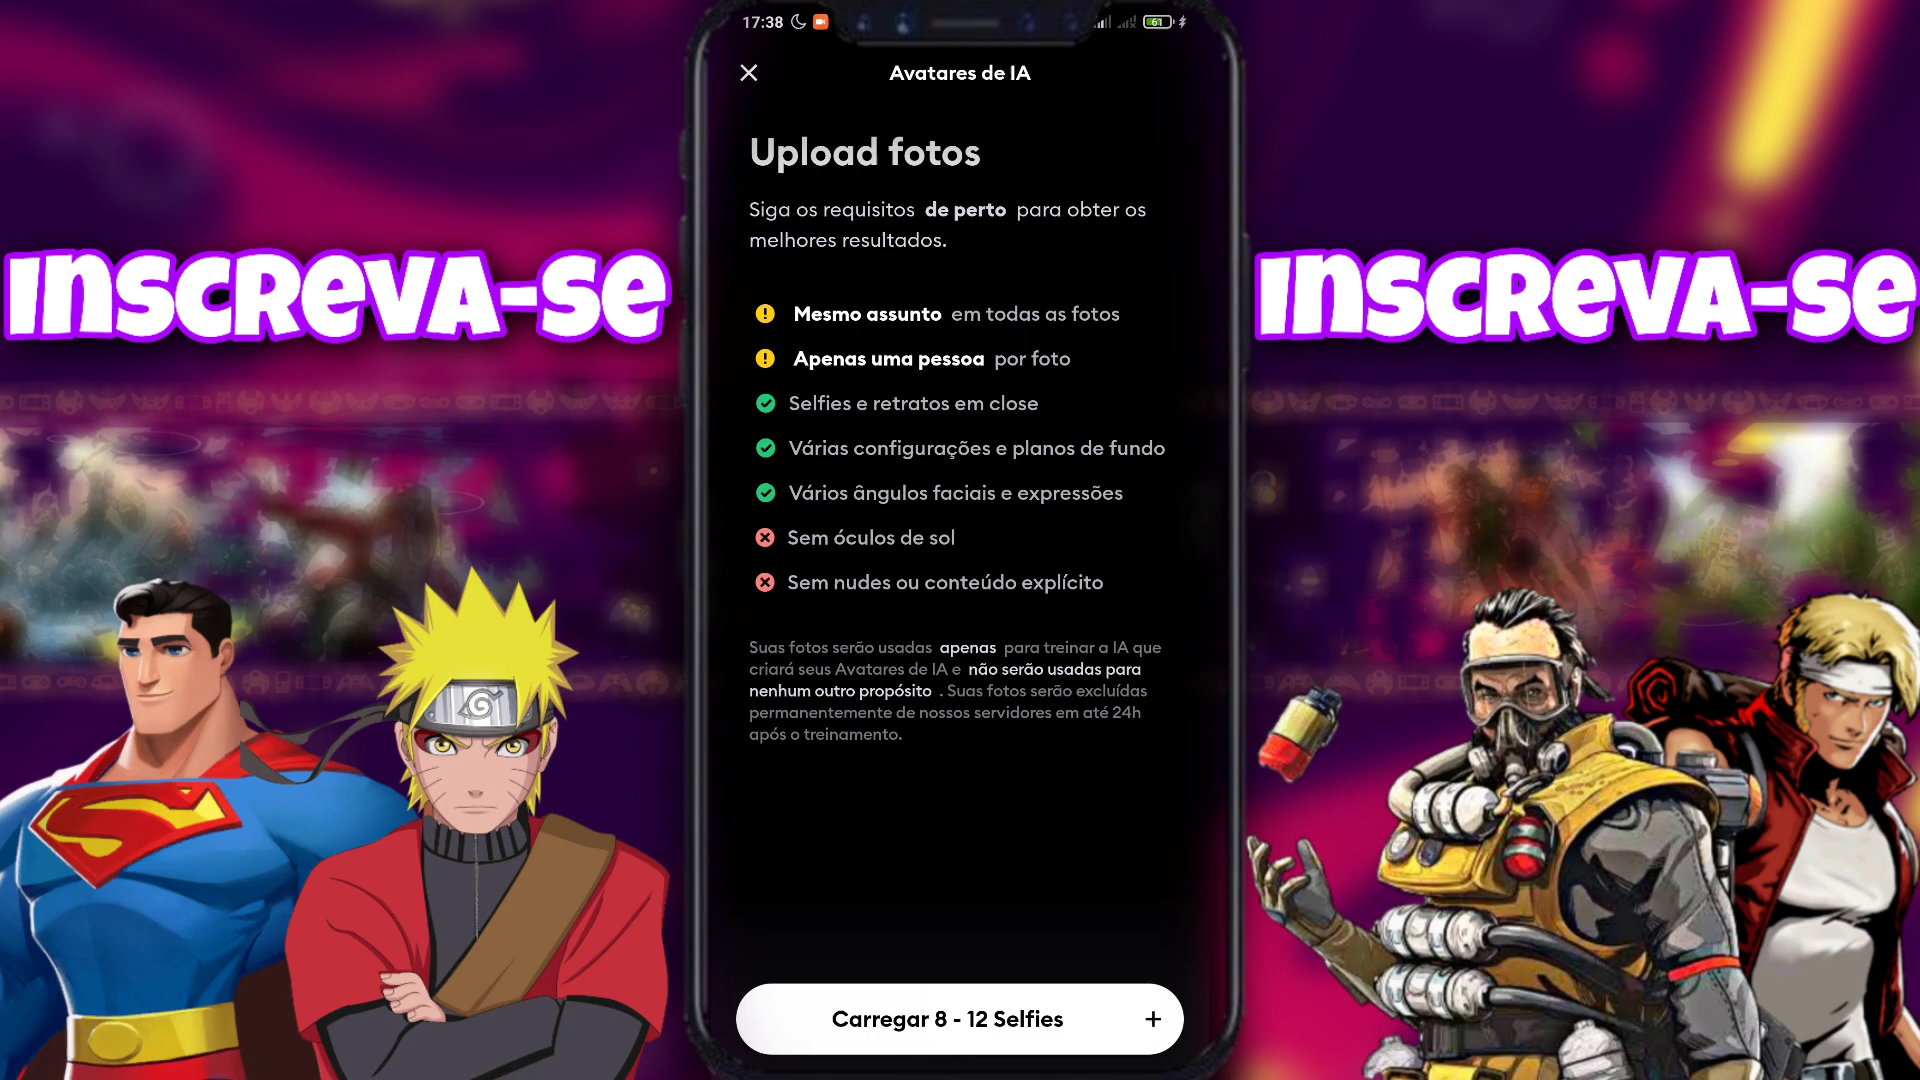 17:38
61
Avatares de IA
Upload fotos
Siga os requisitos de perto para obter os
melhores resultados.
INSCREVA-SE
INSCREVA-SE
Mesmo assunto em todas as fotos
Apenas uma pessoa por foto
Selfies e retratos em close
Várias configurações e planos de fundo
Vários ângulos faciais e expressões
Sem óculos de sol
Sem nudes ou conteúdo explícito
Suas fotos serão usadas apenas para treinar a IA que
criará seus Avatares de IA e não serão usadas para
nenhum outro propósito . Suas fotos serão excluídas
permanentemente de nossos servidores em até 24h
após o treinamento.
Carregar 8 - 12 Selfies +